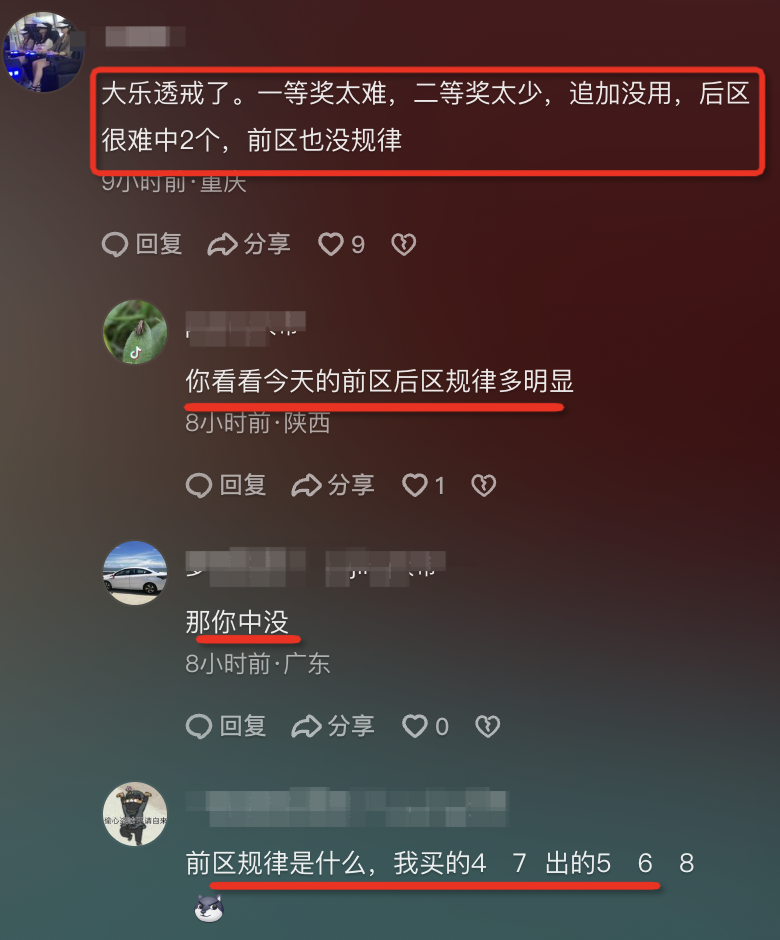 大乐透戒了。一等奖太难，二等奖太少，追加没用，后区
很难中2个，前区也没规律
9小时前·重庆
回复 分享 9
你看看今天的前区后区规律多明显
8小时前·陕西
回复 分享 1
那你中没
8小时前·广东
回复 分享 0
前区规律是什么，我买的4 7 出的5 6 8